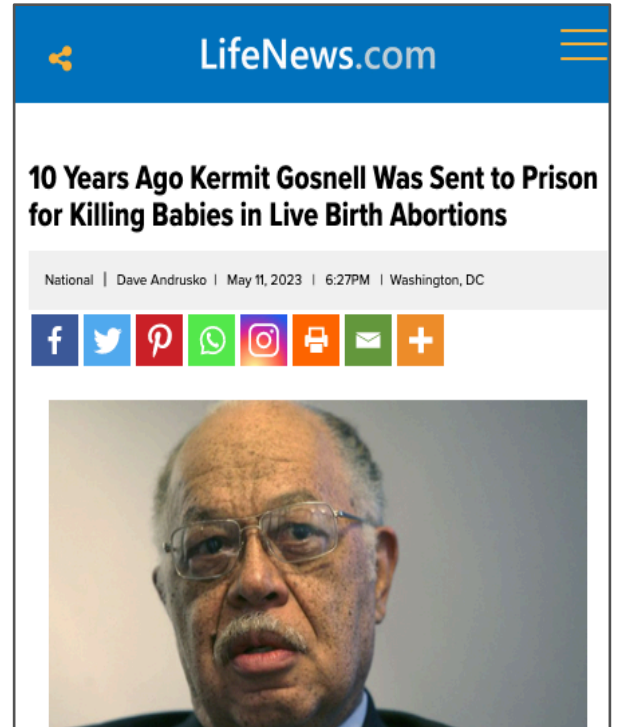 LifeNews.com
10 Years Ago Kermit Gosnell Was Sent to Prison
for Killing Babies in Live Birth Abortions
National | Dave Andrusko | May 11, 2023 | 6:27PM | Washington, DC